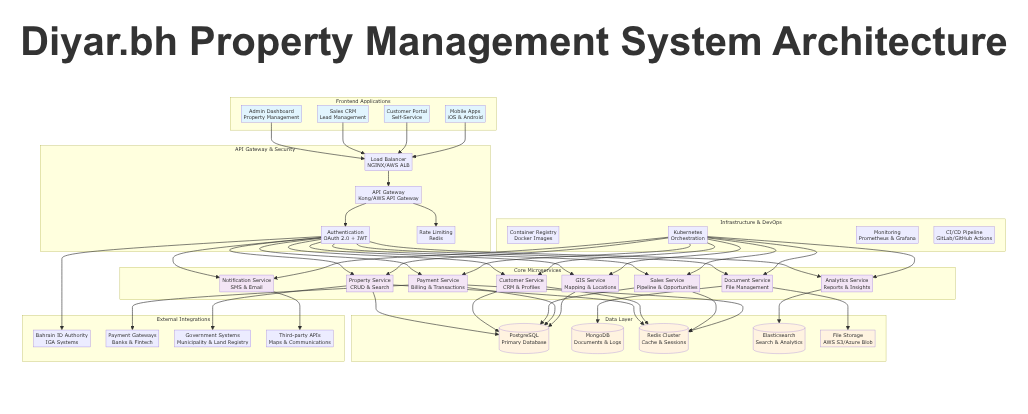 Diyar.bh Property Management System Architecture
Frontend Applications
Admin Dashboard
Property Management
Sales CRM
Lead Management
Customer Portal
Self-Service
Mobile Apps
iOS & Android
API Gateway & Security
Load Balancer
NGINX/AWS ALB
API Gateway
Kong/AWS API Gateway
Authentication
OAuth 2.0 + JWT
Rate Limiting
Redis
Infrastructure & DevOps
Container Registry
Docker Images
Kubernetes
Orchestration
Monitoring
Prometheus & Grafana
CI/CD Pipeline
GitLab/GitHub Actions
Core Microservices
Notification Service
SMS & Email
Property Service
CRUD & Search
Payment Service
Billing & Transactions
Customer Service
CRM & Profiles
GIS Service
Mapping & Locations
Sales Service
Pipeline & Opportunities
Document Service
File Management
Analytics Service
Reports & Insights
External Integrations
Bahrain ID Authority
IGA Systems
Payment Gateways
Banks & Fintech
Government Systems
Municipality & Land Registry
Third-party APIs
Maps & Communications
Data Layer
PostgreSQL
Primary Database
MongoDB
Documents & Logs
Redis Cluster
Cache & Sessions
Elasticsearch
Search & Analytics
File Storage
AWS S3/Azure Blob